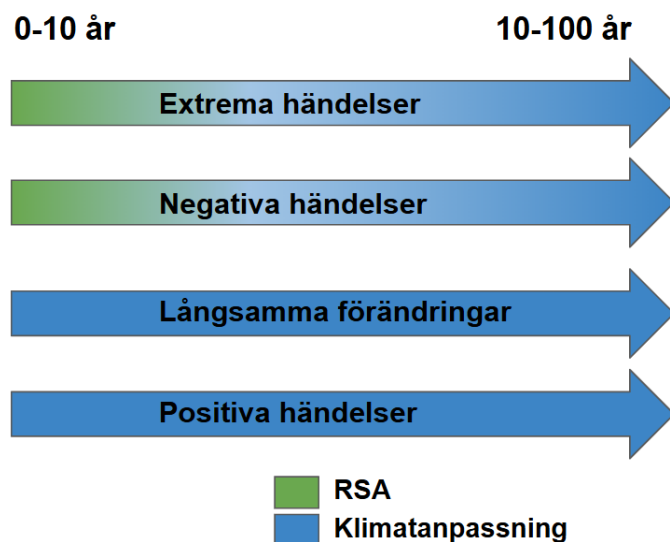 0-10 år
10-100 år
Extrema händelser
Negativa händelser
Långsamma förändringar
Positiva händelser
RSA
Klimatanpassning